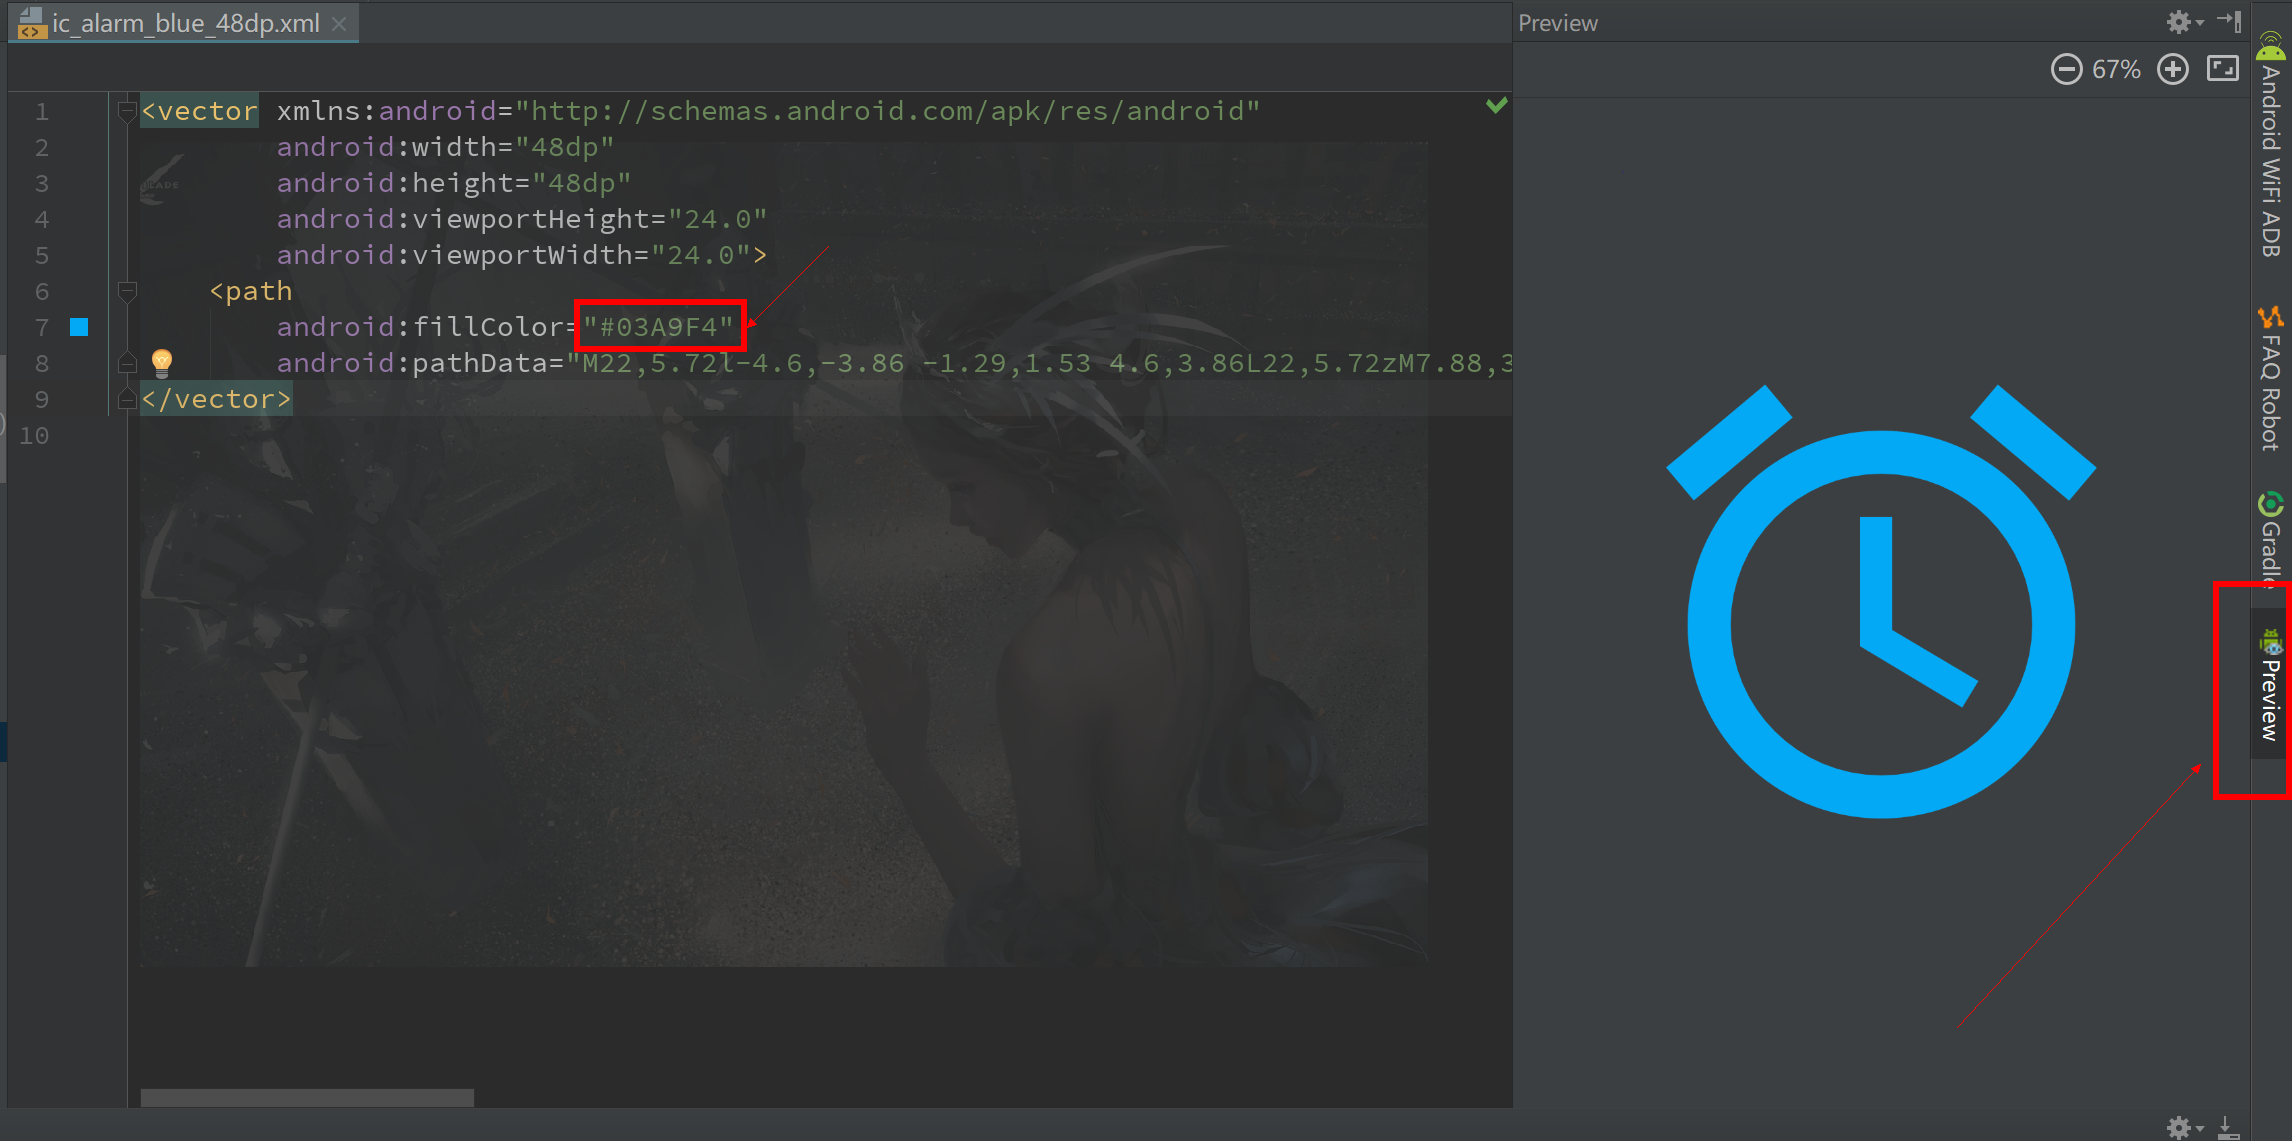 ic_alarm_blue_48dp.xml
Preview
67%
1 <vector xmlns:android="http://schemas.android.com/apk/res/android"
2 android:width="48dp"
3 android:height="48dp"
4 android:viewportHeight="24.0"
5 android:viewportWidth="24.0">
6 <path
7 android:fillColor="#03A9F4"
8 android:pathData="M22,5.72l-4.6,-3.86 -1.29,1.53 4.6,3.86L22,5.72zM7.88,3
9 </vector>
10
Android WiFi ADB
FAQ Robot
Gradle
Preview